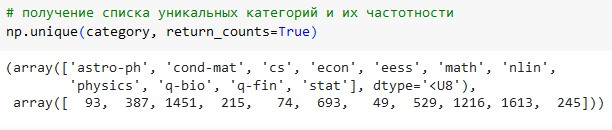 # получение списка уникальных категорий и их частотности
np.unique(category, return_counts=True)
(array(['astro-ph', 'cond-mat', 'cs', 'econ', 'eess', 'math', 'nlin',
'physics', 'q-bio', 'q-fin', 'stat'], dtype='<U8'),
array([  93,  387, 1451,  215,   74,  693,   49,  529, 1216, 1613,  245]))